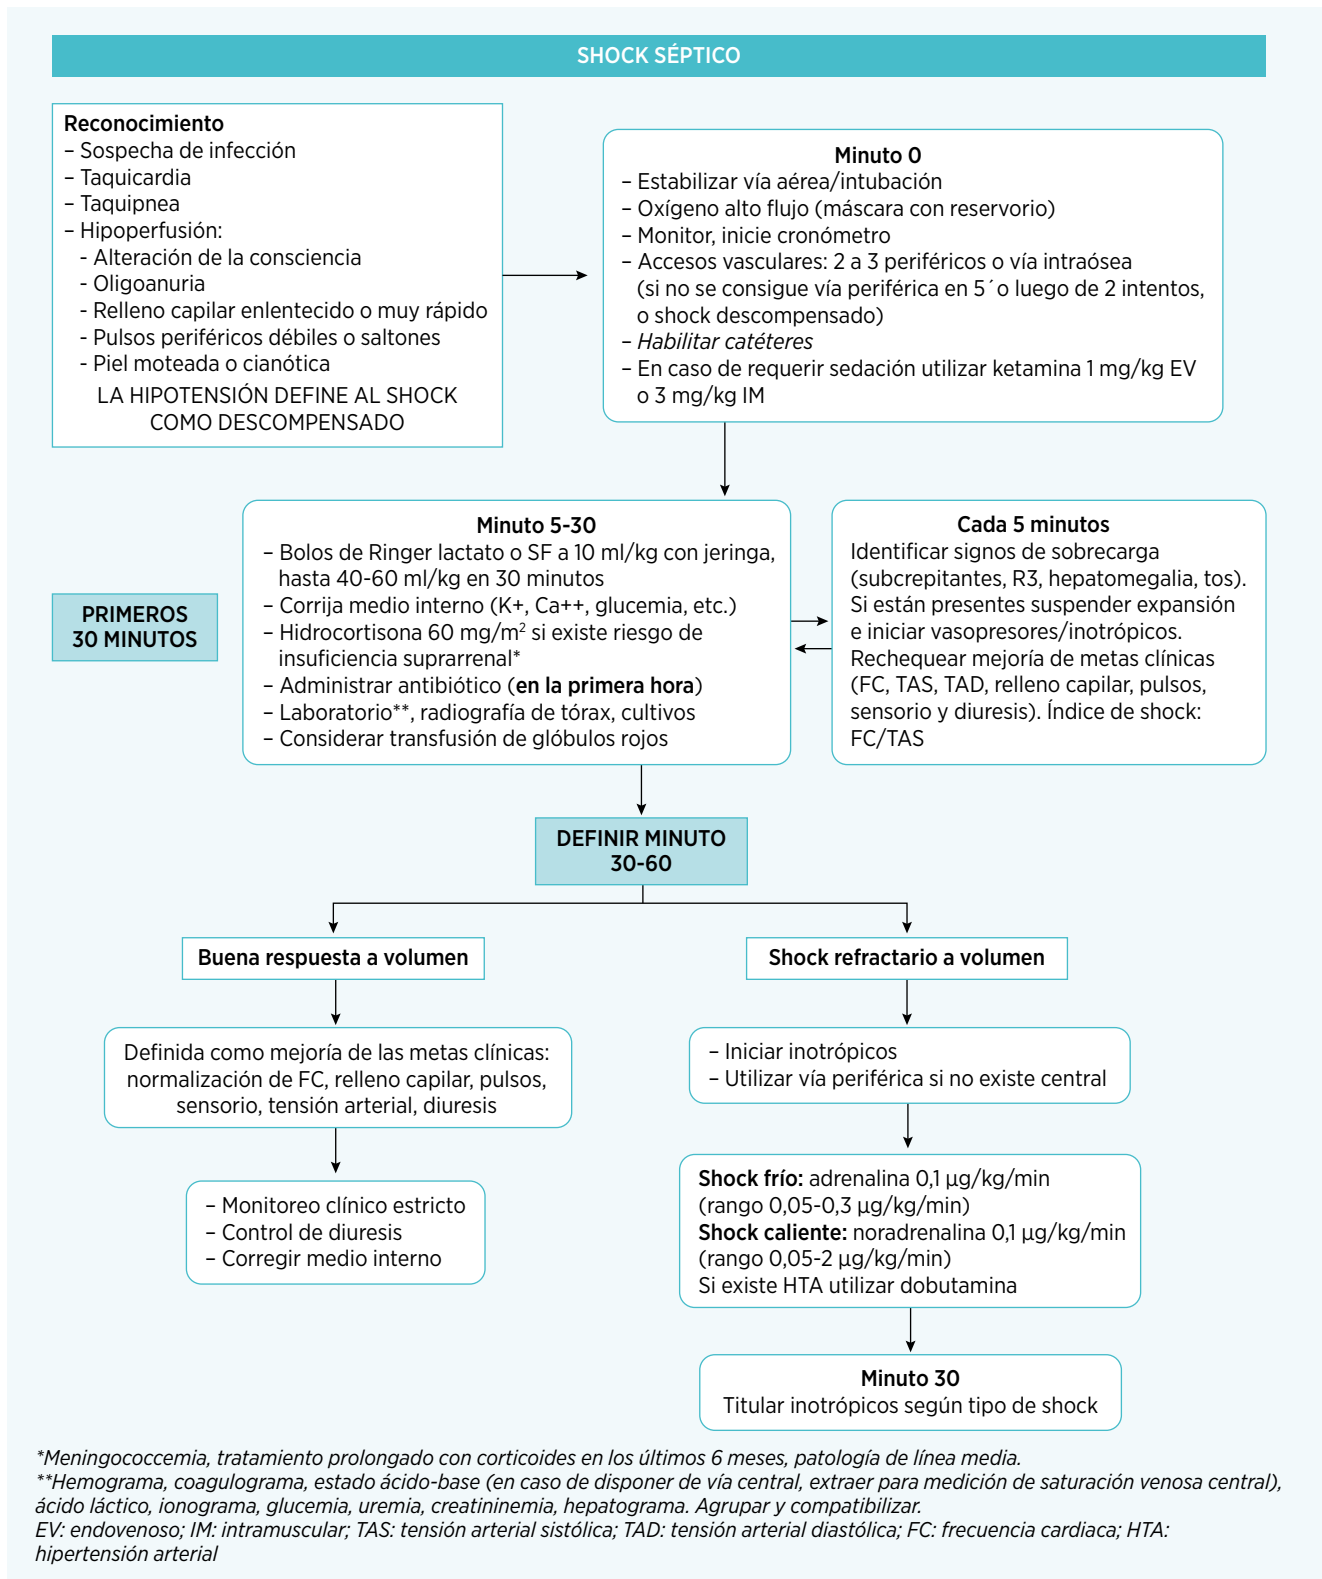 SHOCK SÉPTICO
Reconocimiento
– Sospecha de infección
– Taquicardia
– Taquipnea
– Hipoperfusión:
- Alteración de la consciencia
- Oligoanuria
- Relleno capilar enlentecido o muy rápido
- Pulsos periféricos débiles o saltones
- Piel moteada o cianótica
LA HIPOTENSIÓN DEFINE AL SHOCK
COMO DESCOMPENSADO
Minuto 0
– Estabilizar vía aérea/intubación
– Oxígeno alto flujo (máscara con reservorio)
– Monitor, inicie cronómetro
– Accesos vasculares: 2 a 3 periféricos o vía intraósea
(si no se consigue vía periférica en 5´o luego de 2 intentos,
o shock descompensado)
– Habilitar catéteres
– En caso de requerir sedación utilizar ketamina 1 mg/kg EV
o 3 mg/kg IM
PRIMEROS
30 MINUTOS
Minuto 5-30
– Bolos de Ringer lactato o SF a 10 ml/kg con jeringa,
hasta 40-60 ml/kg en 30 minutos
– Corrija medio interno (K+, Ca++, glucemia, etc.)
– Hidrocortisona 60 mg/m² si existe riesgo de
insuficiencia suprarrenal*
– Administrar antibiótico (en la primera hora)
– Laboratorio**, radiografía de tórax, cultivos
– Considerar transfusión de glóbulos rojos
Cada 5 minutos
Identificar signos de sobrecarga
(subcrepitantes, R3, hepatomegalia, tos).
Si están presentes suspender expansión
e iniciar vasopresores/inotrópicos.
Rechequear mejoría de metas clínicas
(FC, TAS, TAD, relleno capilar, pulsos,
sensorio y diuresis). Índice de shock:
FC/TAS
DEFINIR MINUTO
30-60
Buena respuesta a volumen
Definida como mejoría de las metas clínicas:
normalización de FC, relleno capilar, pulsos,
sensorio, tensión arterial, diuresis
– Monitoreo clínico estricto
– Control de diuresis
– Corregir medio interno
Shock refractario a volumen
– Iniciar inotrópicos
– Utilizar vía periférica si no existe central
Shock frío: adrenalina 0,1 µg/kg/min
(rango 0,05-0,3 µg/kg/min)
Shock caliente: noradrenalina 0,1 µg/kg/min
(rango 0,05-2 µg/kg/min)
Si existe HTA utilizar dobutamina
Minuto 30
Titular inotrópicos según tipo de shock
*Meningococcemia, tratamiento prolongado con corticoides en los últimos 6 meses, patología de línea media.
**Hemograma, coagulograma, estado ácido-base (en caso de disponer de vía central, extraer para medición de saturación venosa central),
ácido láctico, ionograma, glucemia, uremia, creatininemia, hepatograma. Agrupar y compatibilizar.
EV: endovenoso; IM: intramuscular; TAS: tensión arterial sistólica; TAD: tensión arterial diastólica; FC: frecuencia cardiaca; HTA:
hipertensión arterial